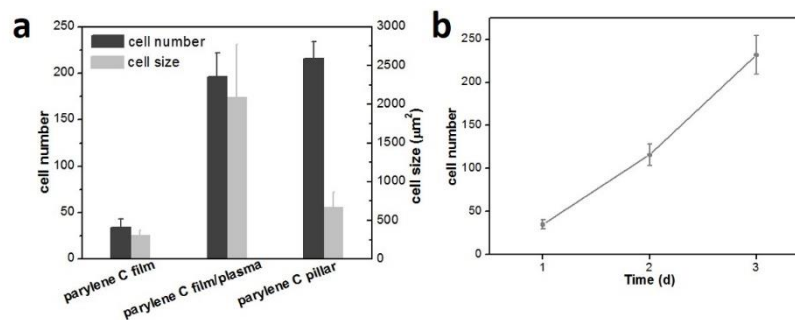 a
250
200
150
100
50
0
cell number
cell number
cell size
3000
2500
2000
1500
1000
500
0
cell size (μm²)
parylene C film
parylene C film/plasma
parylene C pillar
b
250
200
150
100
50
0
cell number
1 2 3
Time (d)